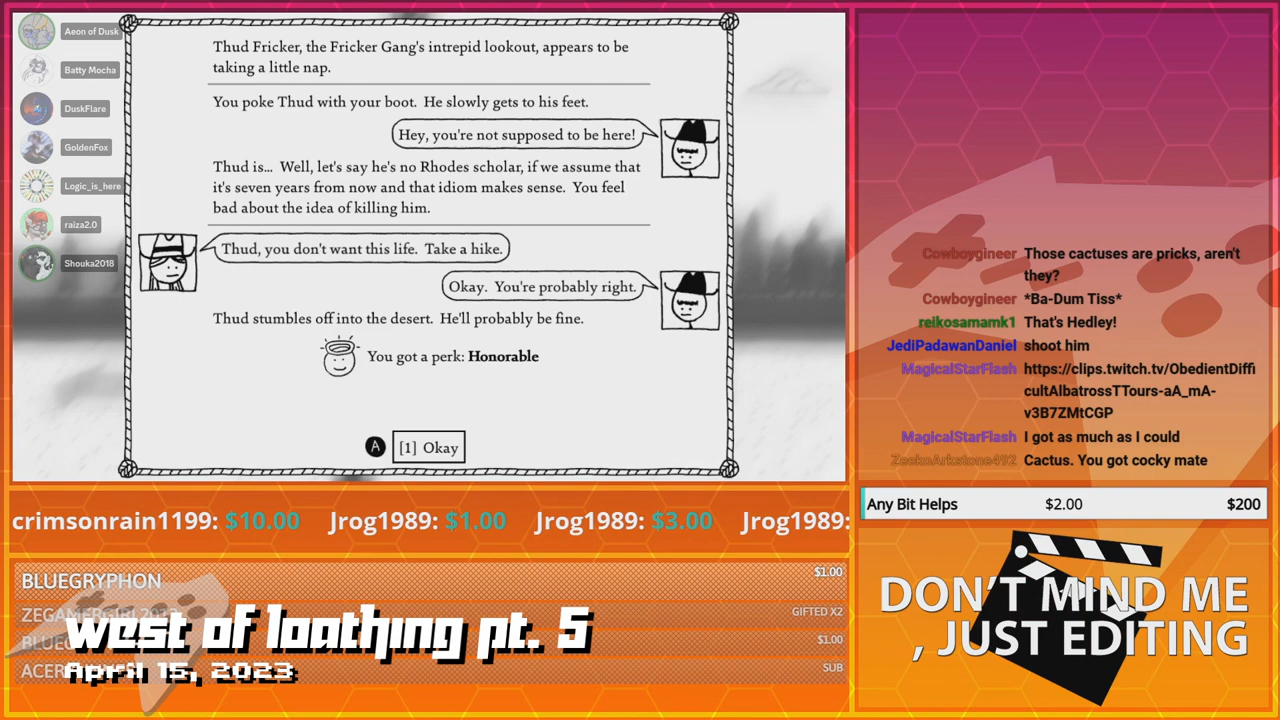 Aeon of Dusk
Batty Mocha
DuskFlare
GoldenFox
Logic_is_here
raiza2.0
Shouka2018
Thud Fricker, the Fricker Gang's intrepid lookout, appears to be
taking a little nap.
You poke Thud with your boot. He slowly gets to his feet.
Hey, you're not supposed to be here!
Thud is... Well, let's say he's no Rhodes scholar, if we assume that
it's seven years from now and that idiom makes sense. You feel
bad about the idea of killing him.
Thud, you don't want this life. Take a hike.
Okay. You're probably right.
Thud stumbles off into the desert. He'll probably be fine.
You got a perk: Honorable
A [1] Okay
Cowboygineer Those cactuses are pricks, aren't
they?
Cowboygineer *Ba-Dum Tiss*
reikosamamk1 That's Hedley!
JediPadawanDaniel shoot him
MagicalStarFlash https://clips.twitch.tv/ObedientDiffi
cultAlbatrossTTours-aA_mA-
v3B7ZMtCGP
MagicalStarFlash I got as much as I could
ZeekoArkstone492 Cactus. You got cocky mate
Any Bit Helps $2.00 $200
crimsonrain1199: $10.00 Jrog1989: $1.00 Jrog1989: $3.00 Jrog1989:
BLUEGRYPHON $1.00
GIFTED X2
$1.00
SUB
west of loathing pt. 5
April 15, 2023
DON'T MIND ME
, JUST EDITING